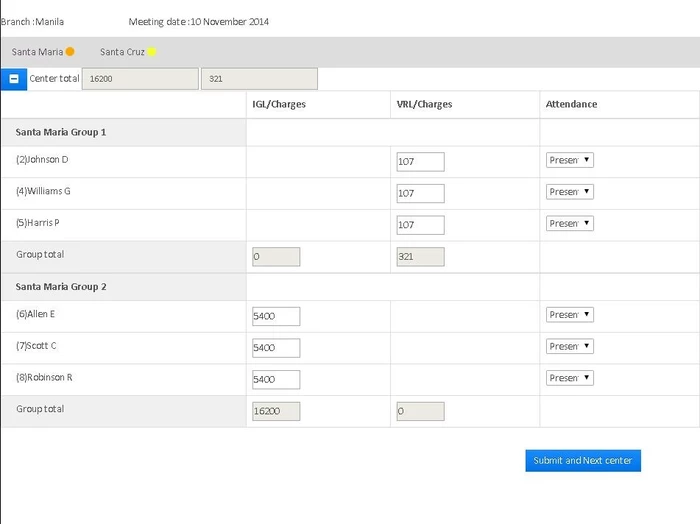 Branch :Manila Meeting date :10 November 2014
Santa Maria Santa Cruz
Center total 16200 321
IGL/Charges VRL/Charges Attendance
Santa Maria Group 1
(2)Johnson D 107 Presen
(4)Williams G 107 Presen
(5)Harris P 107 Presen
Group total 0 321
Santa Maria Group 2
(6)Allen E 5400 Presen
(7)Scott C 5400 Presen
(8)Robinson R 5400 Presen
Group total 16200 0
Submit and Next center